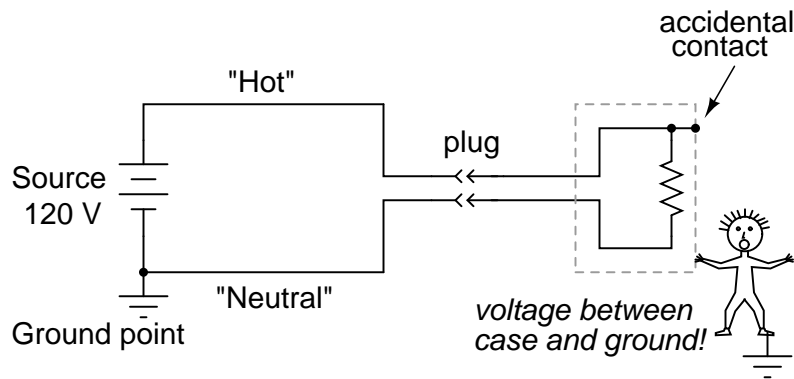 accidental
contact
"Hot"
plug
Source
120 V
"Neutral"
Ground point
voltage between
case and ground!